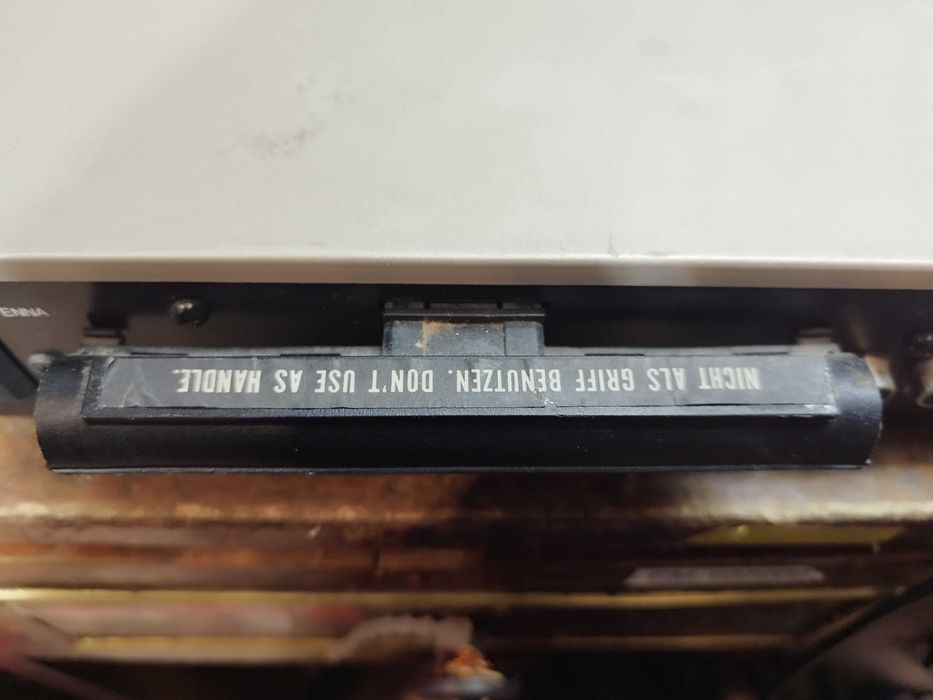 ENNA
NICHT ALS GRIFF BENUTZEN. DON'T USE AS HANDLE.